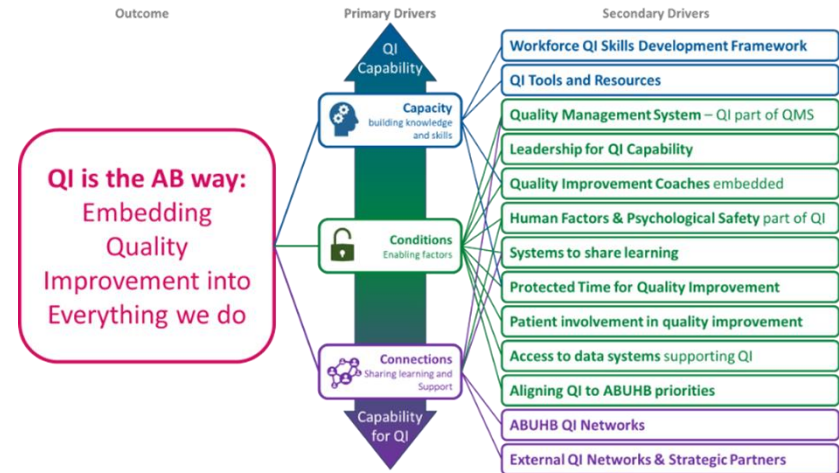 Outcome
Primary Drivers
Secondary Drivers
QI is the AB way:
Embedding
Quality
Improvement into
Everything we do
QI
Capability
Capacity
building knowledge
and skills
Conditions
Enabling factors
Connections
Sharing learning and
Support
Capability
for QI
Workforce QI Skills Development Framework
QI Tools and Resources
Quality Management System – QI part of QMS
Leadership for QI Capability
Quality Improvement Coaches embedded
Human Factors & Psychological Safety part of QI
Systems to share learning
Protected Time for Quality Improvement
Patient involvement in quality improvement
Access to data systems supporting QI
Aligning QI to ABUHB priorities
ABUHB QI Networks
External QI Networks & Strategic Partners